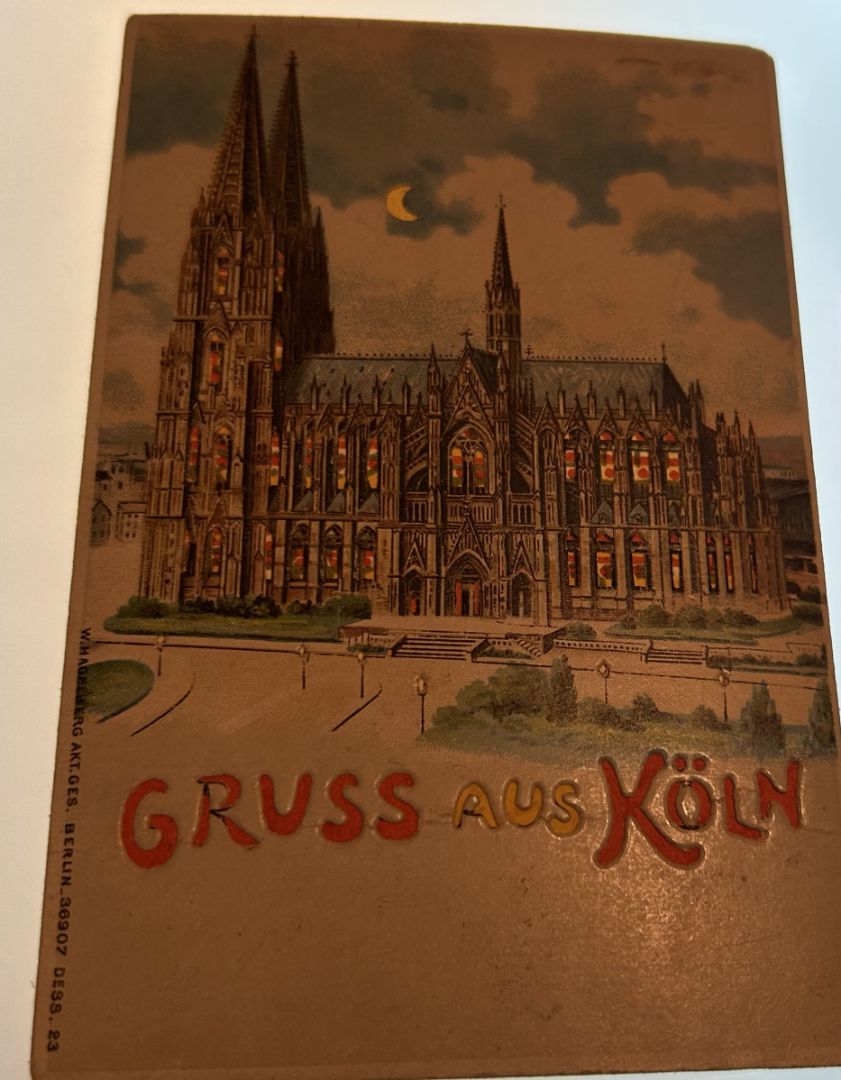 GRUSS AUS KÖLN
W. HAGELBERG AKT.GES. BERLIN. 36907 DESS. 23